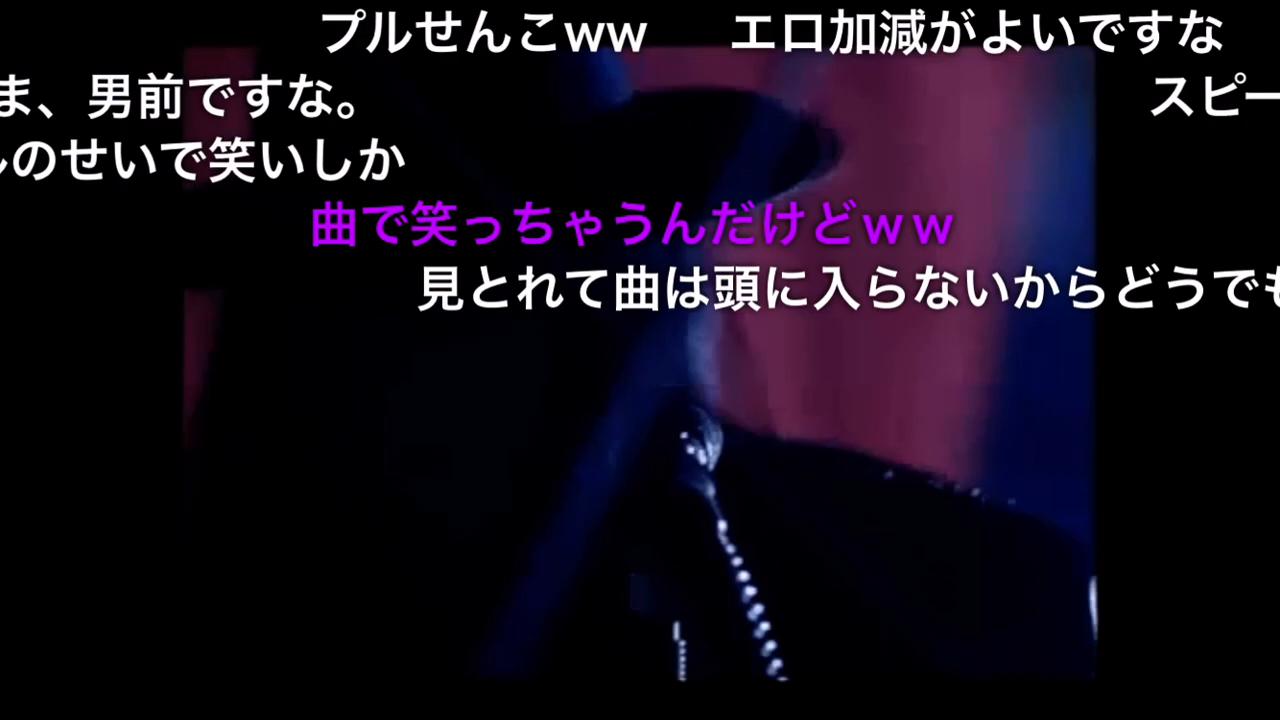 プルせんこww エロ加減がよいですな
ま、男前ですな。 スピー
のせいで笑いしか
曲で笑っちゃうんだけどｗｗ
見とれて曲は頭に入らないからどうでも